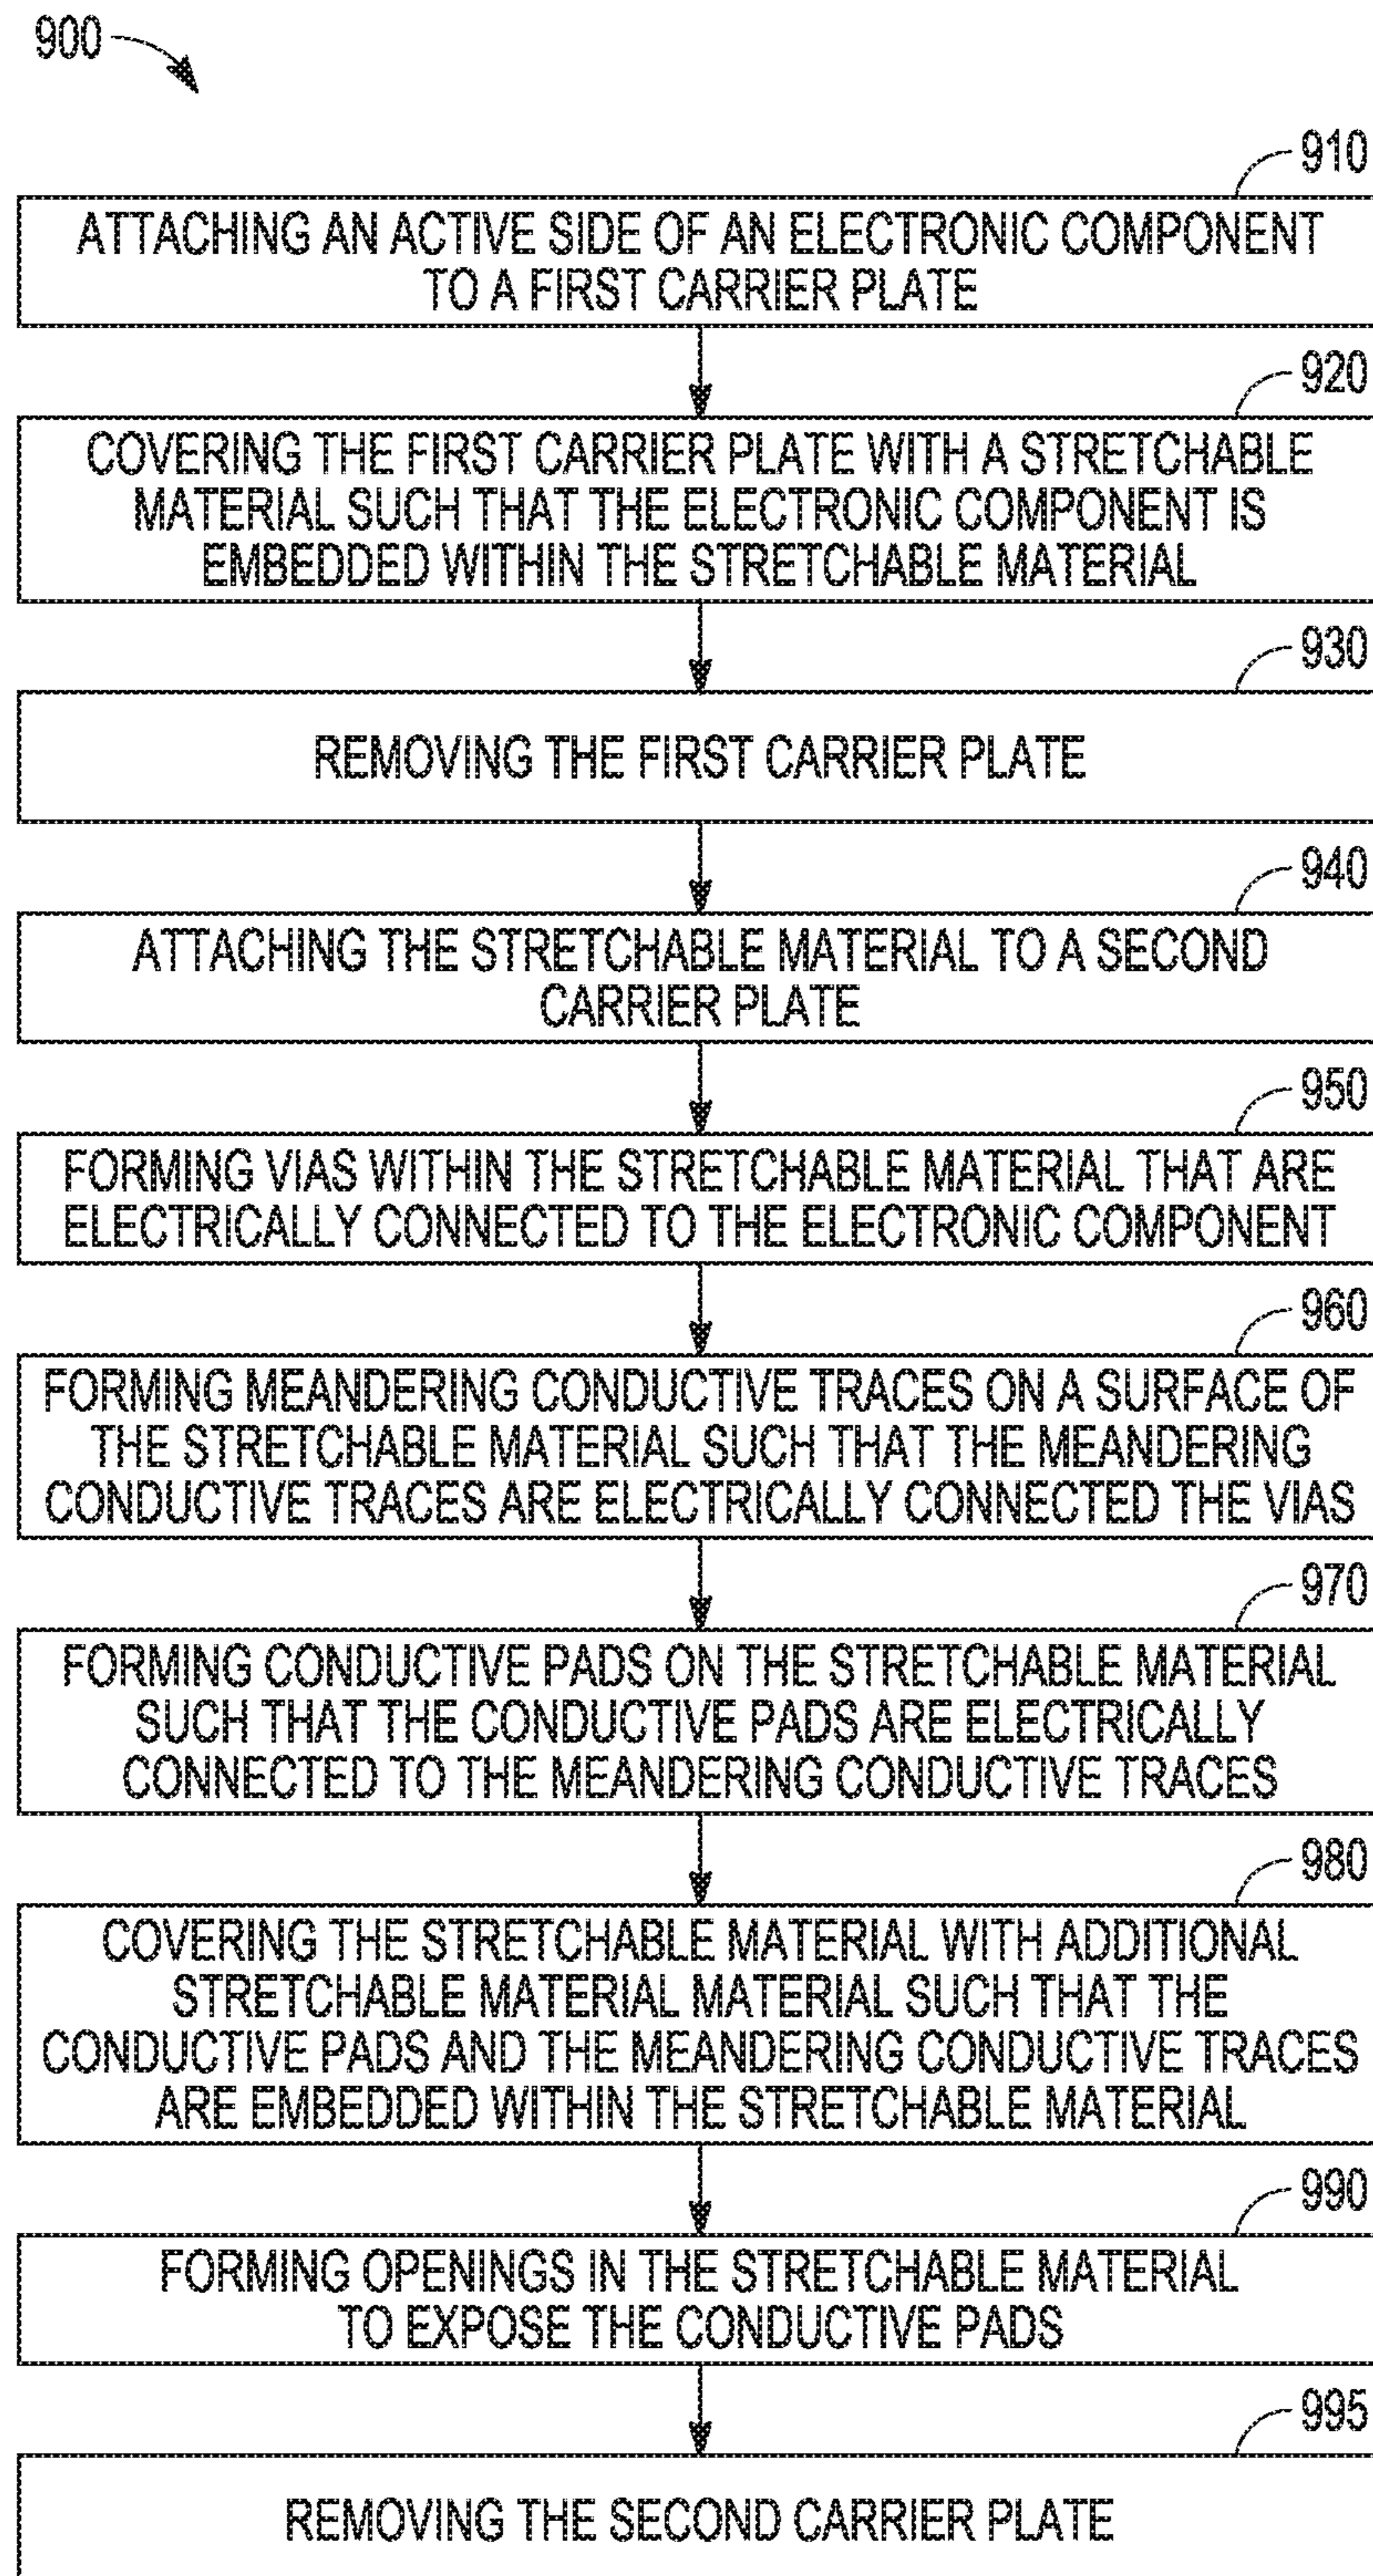 900
910
ATTACHING AN ACTIVE SIDE OF AN ELECTRONIC COMPONENT
TO A FIRST CARRIER PLATE
920
COVERING THE FIRST CARRIER PLATE WITH A STRETCHABLE
MATERIAL SUCH THAT THE ELECTRONIC COMPONENT IS
EMBEDDED WITHIN THE STRETCHABLE MATERIAL
930
REMOVING THE FIRST CARRIER PLATE
940
ATTACHING THE STRETCHABLE MATERIAL TO A SECOND
CARRIER PLATE
950
FORMING VIAS WITHIN THE STRETCHABLE MATERIAL THAT ARE
ELECTRICALLY CONNECTED TO THE ELECTRONIC COMPONENT
960
FORMING MEANDERING CONDUCTIVE TRACES ON A SURFACE OF
THE STRETCHABLE MATERIAL SUCH THAT THE MEANDERING
CONDUCTIVE TRACES ARE ELECTRICALLY CONNECTED THE VIAS
970
FORMING CONDUCTIVE PADS ON THE STRETCHABLE MATERIAL
SUCH THAT THE CONDUCTIVE PADS ARE ELECTRICALLY
CONNECTED TO THE MEANDERING CONDUCTIVE TRACES
980
COVERING THE STRETCHABLE MATERIAL WITH ADDITIONAL
STRETCHABLE MATERIAL MATERIAL SUCH THAT THE
CONDUCTIVE PADS AND THE MEANDERING CONDUCTIVE TRACES
ARE EMBEDDED WITHIN THE STRETCHABLE MATERIAL
990
FORMING OPENINGS IN THE STRETCHABLE MATERIAL
TO EXPOSE THE CONDUCTIVE PADS
995
REMOVING THE SECOND CARRIER PLATE